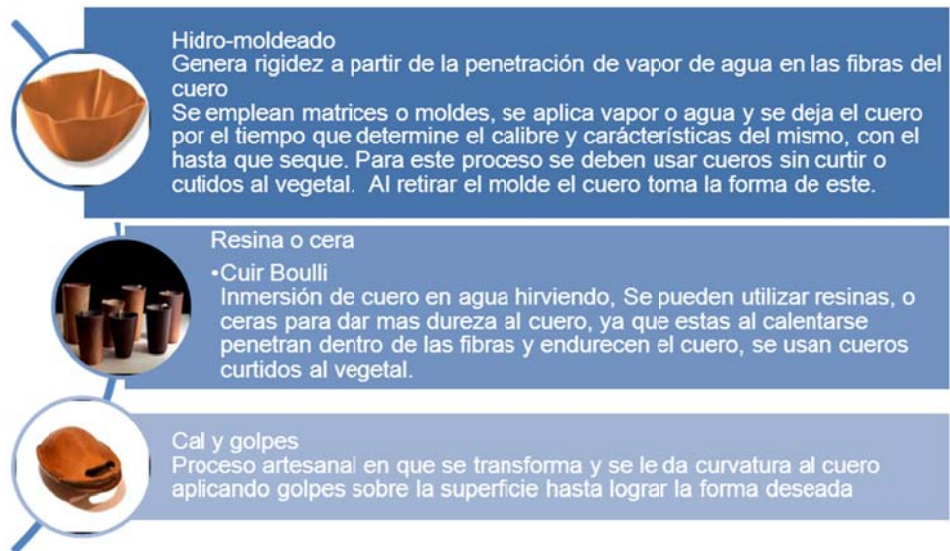 Hidro-moldeado
Genera rigidez a partir de la penetración de vapor de agua en las fibras del
cuero
Se emplean matrices o moldes, se aplica vapor o agua y se deja el cuero
por el tiempo que determine el calibre y carácterísticas del mismo, con el
hasta que seque. Para este proceso se deben usar cueros sin curtir o
cutidos al vegetal. Al retirar el molde el cuero toma la forma de este.
Resina o cera
•Cuir Boulli
Inmersión de cuero en agua hirviendo, Se pueden utilizar resinas, o
ceras para dar mas dureza al cuero, ya que estas al calentarse
penetran dentro de las fibras y endurecen el cuero, se usan cueros
curtidos al vegetal.
Cal y golpes
Proceso artesanal en que se transforma y se le da curvatura al cuero
aplicando golpes sobre la superficie hasta lograr la forma deseada